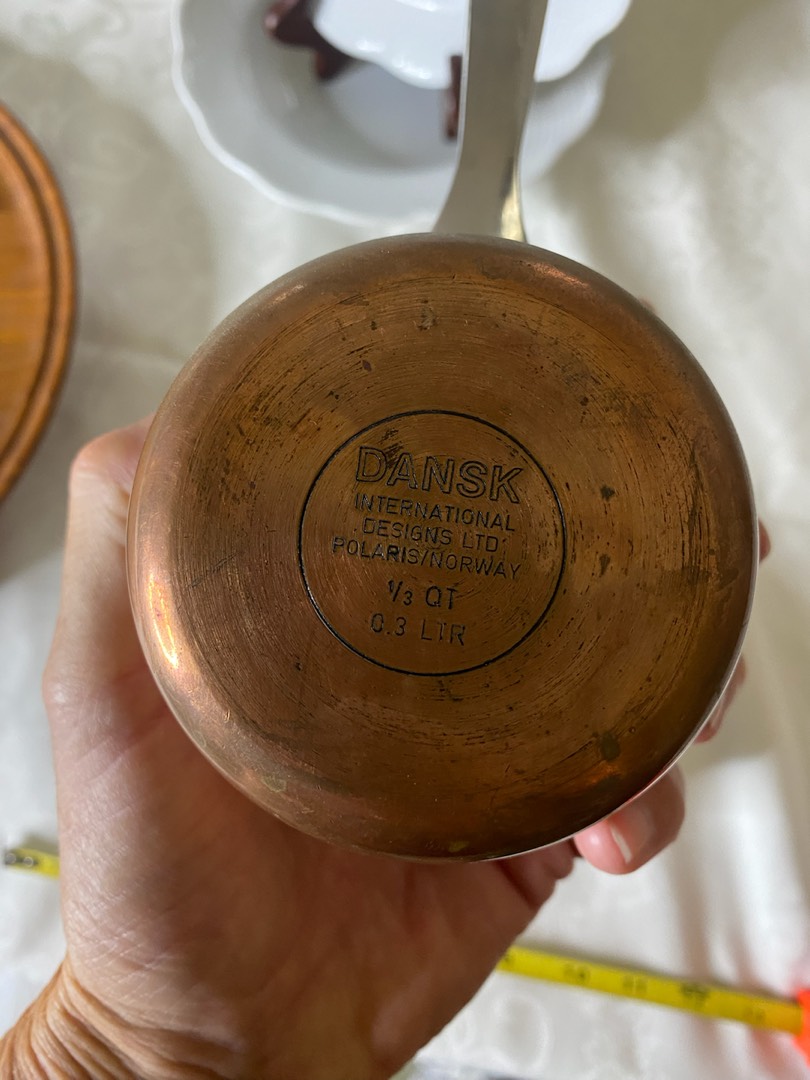 DANSK
INTERNATIONAL
DESIGNS LTD
POLARIS/NORWAY
1/3 QT
0.3 LTR